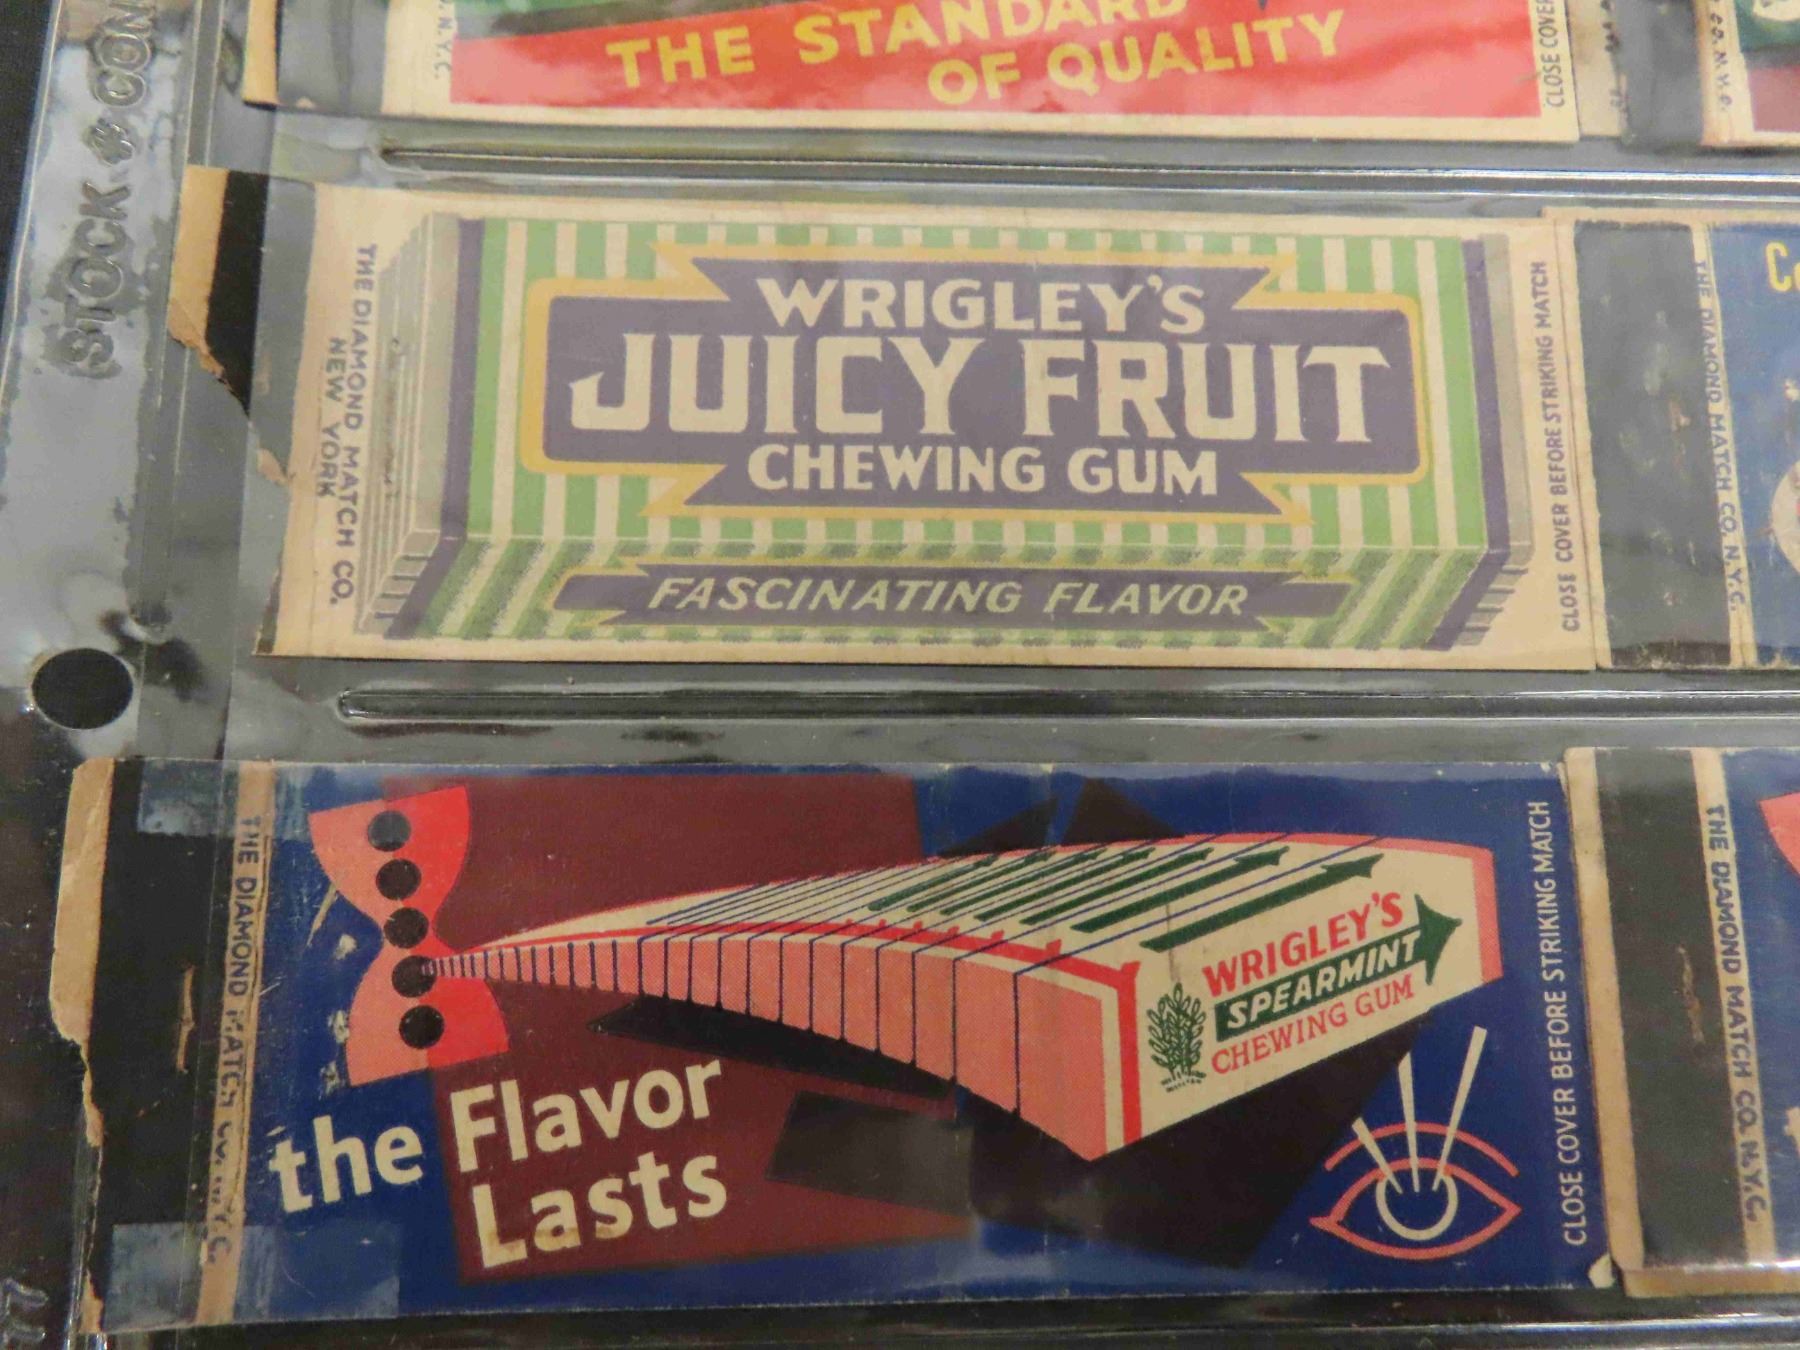 STOCK
THE STANDARD
OF QUALITY
N.Y.C.
CLOSE COVER
THE DIAMOND MATCH CO.
NEW YORK
WRIGLEY'S
JUICY FRUIT
CHEWING GUM
FASCINATING FLAVOR
CLOSE COVER BEFORE STRIKING MATCH
THE DIAMOND MATCH CO. N.Y.C.
THE DIAMOND MATCH CO. N.Y.C.
the Flavor
Lasts
WRIGLEY'S
SPEARMINT
CHEWING GUM
CLOSE COVER BEFORE STRIKING MATCH
THE DIAMOND MATCH CO. N.Y.C.